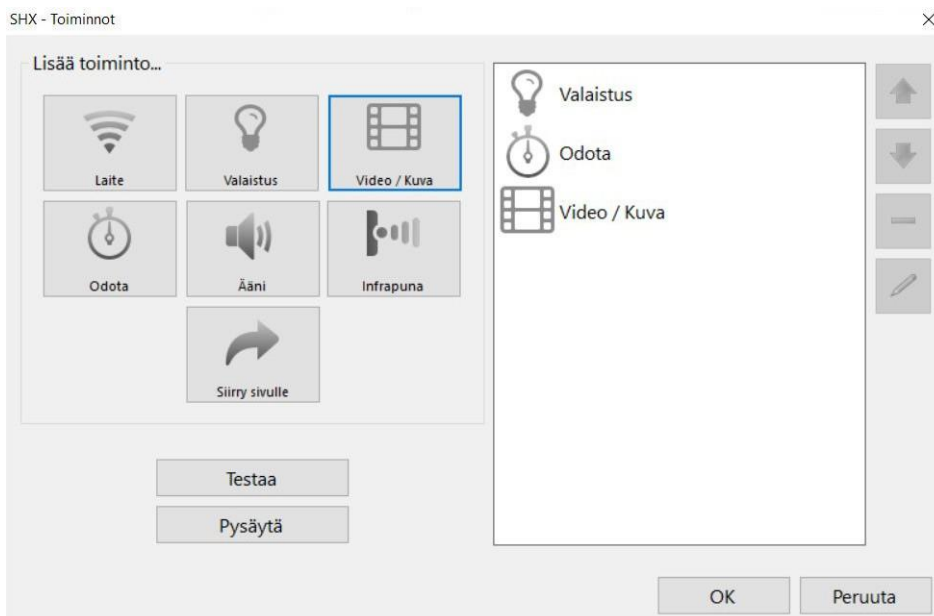 SHX - Toiminnot
Lisää toiminto...
Laite
Valaistus
Video / Kuva
Odota
Ääni
Infrapuna
Siirry sivulle
Testaa
Pysäytä
Valaistus
Odota
Video / Kuva
OK
Peruuta